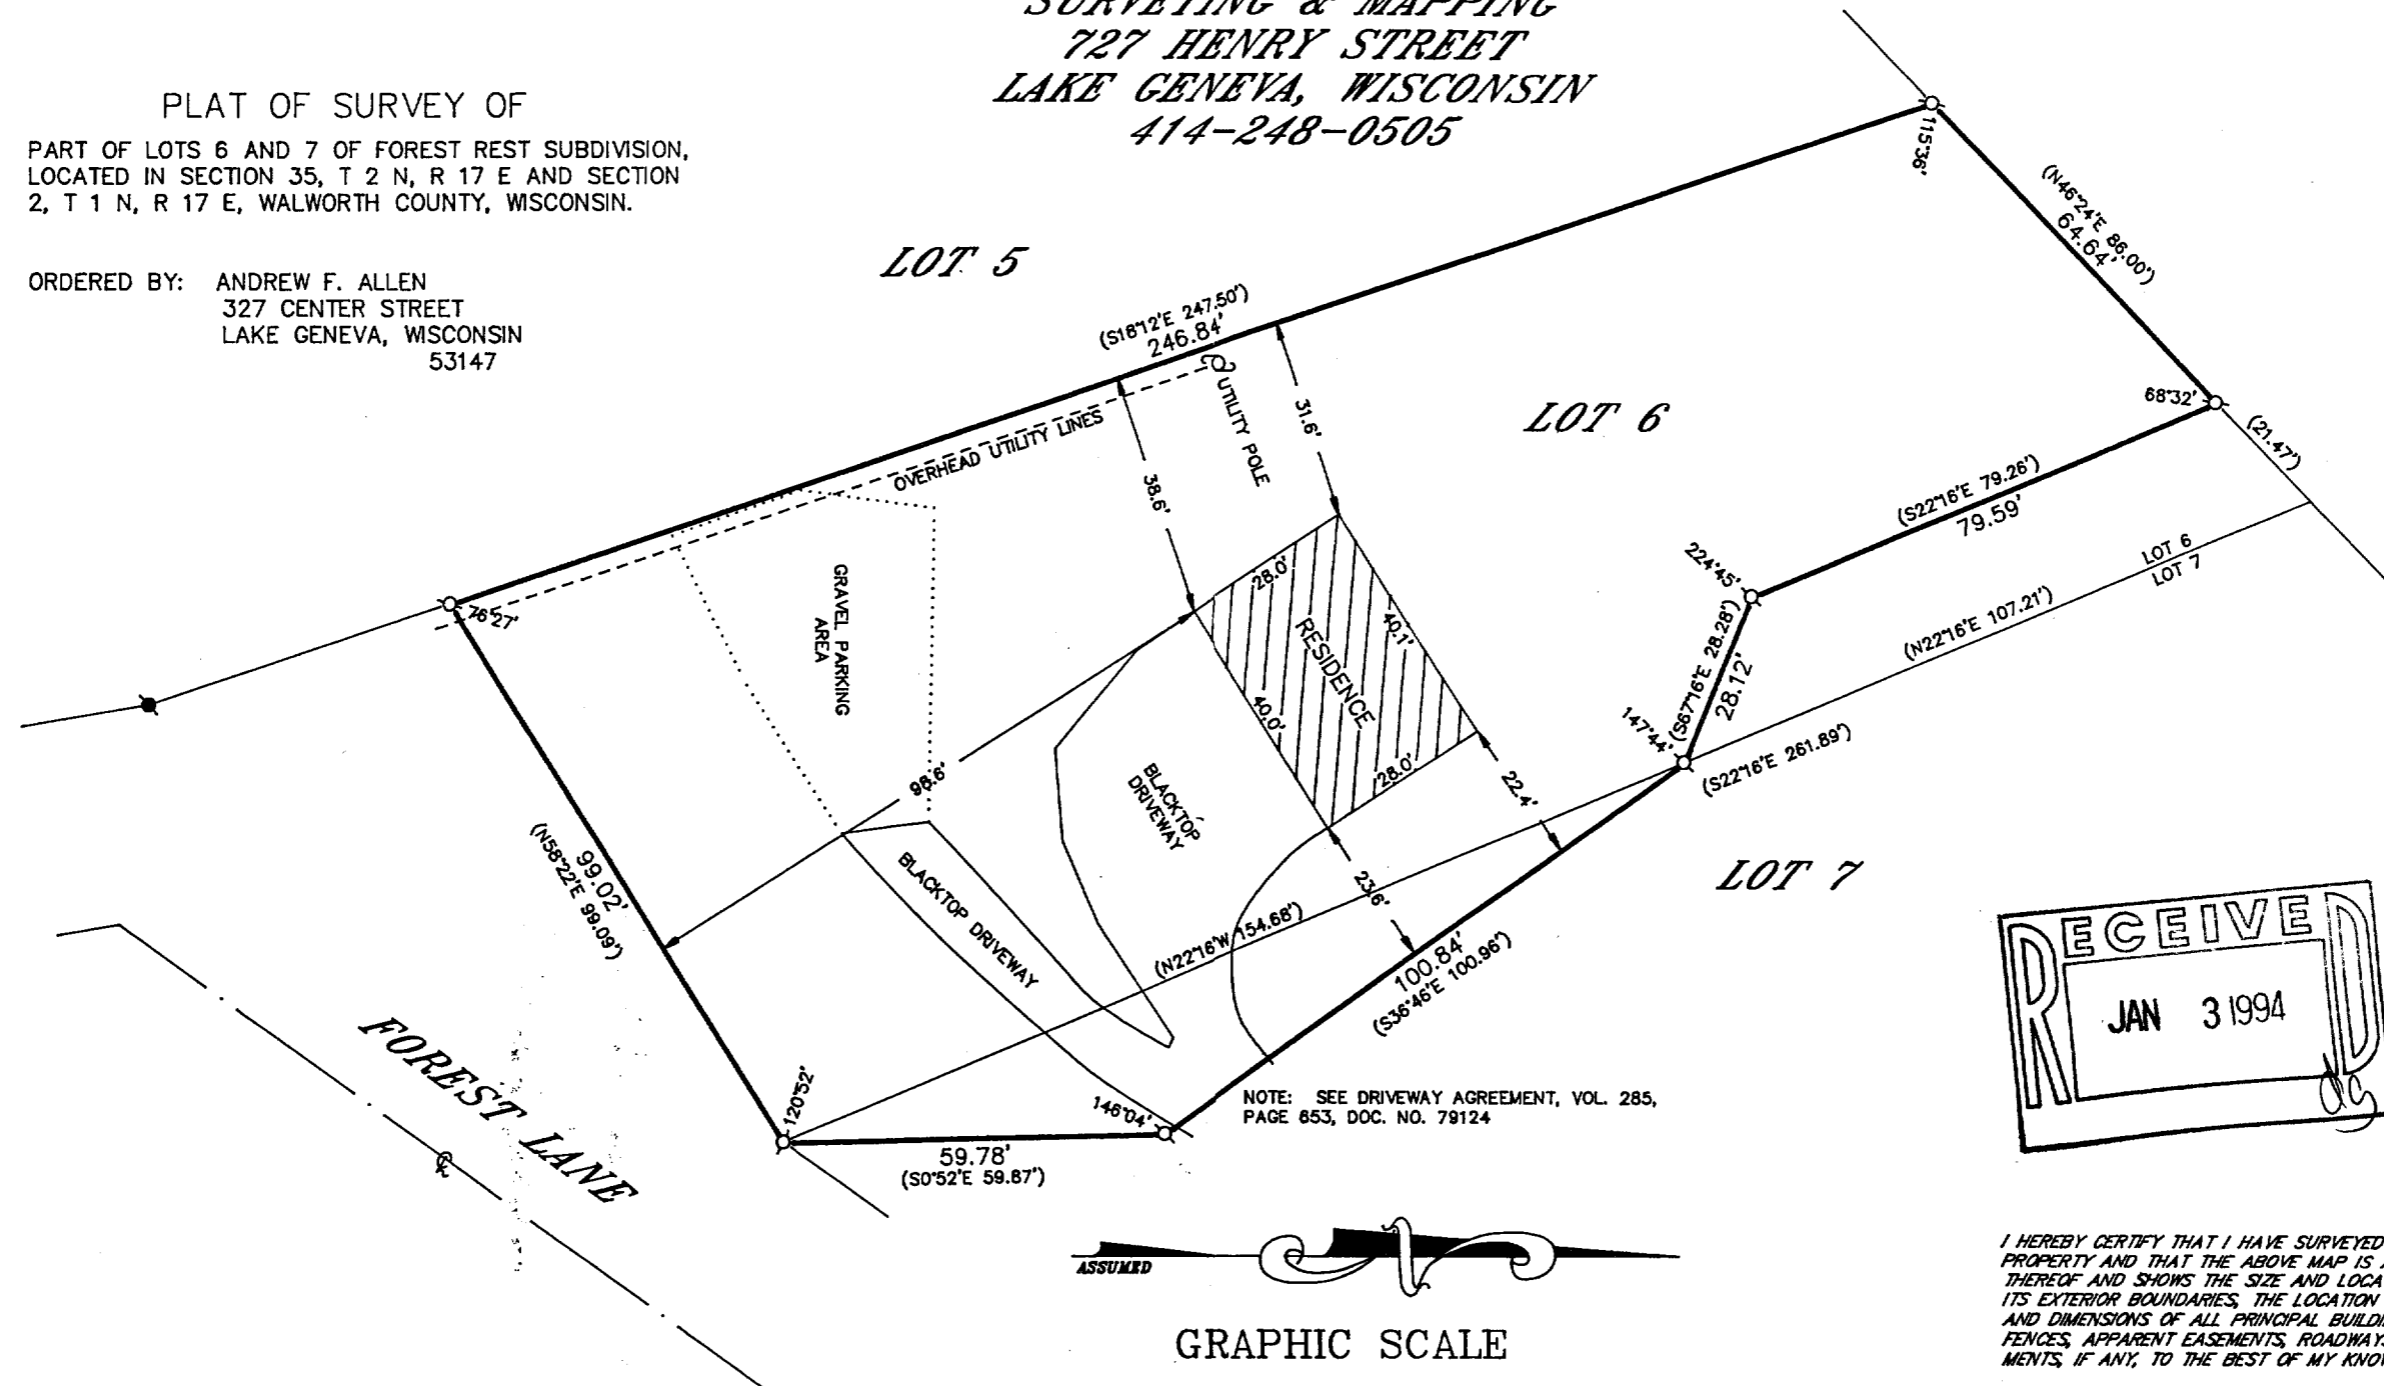 SURVEYING & MAPPING
727 HENRY STREET
LAKE GENEVA, WISCONSIN
414-248-0505
PLAT OF SURVEY OF
PART OF LOTS 6 AND 7 OF FOREST REST SUBDIVISION,
LOCATED IN SECTION 35, T 2 N, R 17 E AND SECTION
2, T 1 N, R 17 E, WALWORTH COUNTY, WISCONSIN.
ORDERED BY: ANDREW F. ALLEN
327 CENTER STREET
LAKE GENEVA, WISCONSIN
53147
LOT 5
(S18°12'E 247.50')
246.84'
115°36'
(N46°24'E 86.00')
64.64'
68°32'
(21.47')
UTILITY POLE
OVERHEAD UTILITY LINES
31.6'
38.6'
LOT 6
(S22°16'E 79.26')
79.59'
224°45'
LOT 6
LOT 7
(N22°16'E 107.21')
(S67°16'E 28.28')
28.12'
147°44'
(S22°16'E 261.89')
76°27'
GRAVEL PARKING
AREA
28.0'
RESIDENCE
40.1'
40.0'
28.0'
98.6'
BLACKTOP
DRIVEWAY
22.4'
23.6'
LOT 7
99.02'
(N58°22'E 99.09')
BLACKTOP DRIVEWAY
(N22°16'W 154.68')
100.84'
(S36°46'E 100.96')
RECEIVED
JAN 3 1994
FOREST LANE
120°52'
146°04'
59.78'
(S0°52'E 59.87')
NOTE: SEE DRIVEWAY AGREEMENT, VOL. 285,
PAGE 653, DOC. NO. 79124
ASSUMED
GRAPHIC SCALE
I HEREBY CERTIFY THAT I HAVE SURVEYED
PROPERTY AND THAT THE ABOVE MAP IS
THEREOF AND SHOWS THE SIZE AND LOCA
ITS EXTERIOR BOUNDARIES, THE LOCATION
AND DIMENSIONS OF ALL PRINCIPAL BUILDI
FENCES, APPARENT EASEMENTS, ROADWAYS
MENTS, IF ANY, TO THE BEST OF MY KNO